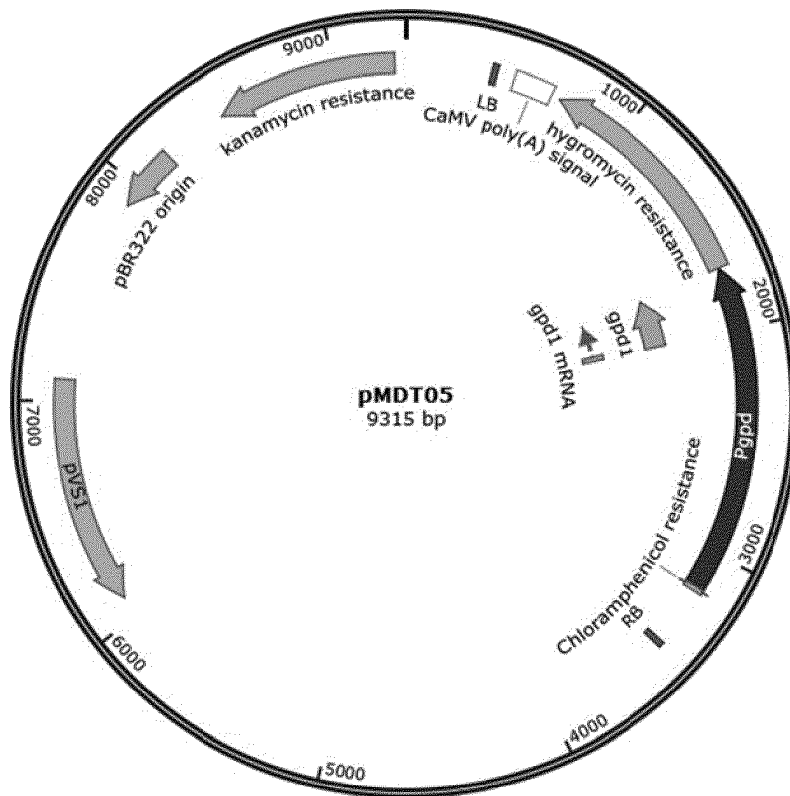 9000
kanamycin resistance
LB
CaMV poly(A) signal
1000
hygromycin resistance
8000
pBR322 origin
2000
gpd1
gpd1 mRNA
pMDT05
9315 bp
7000
pVS1
Pgpd
Chloramphenicol resistance
3000
RB
6000
4000
5000